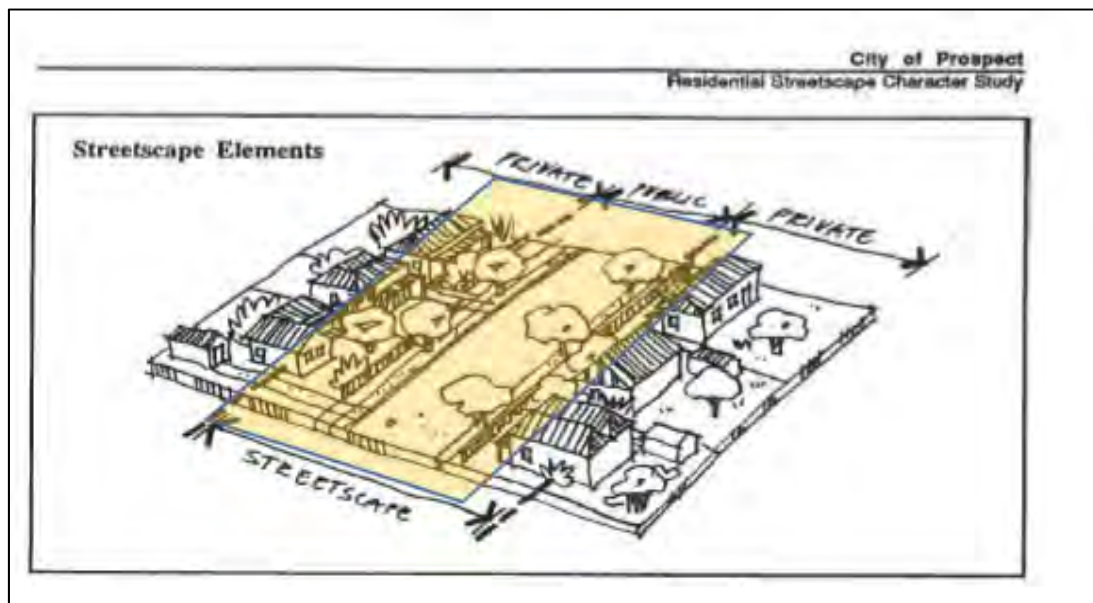 City of Prospect
Residential Streetscape Character Study
Streetscape Elements
PRIVATE
PUBLIC
PRIVATE
STREETSCAPE